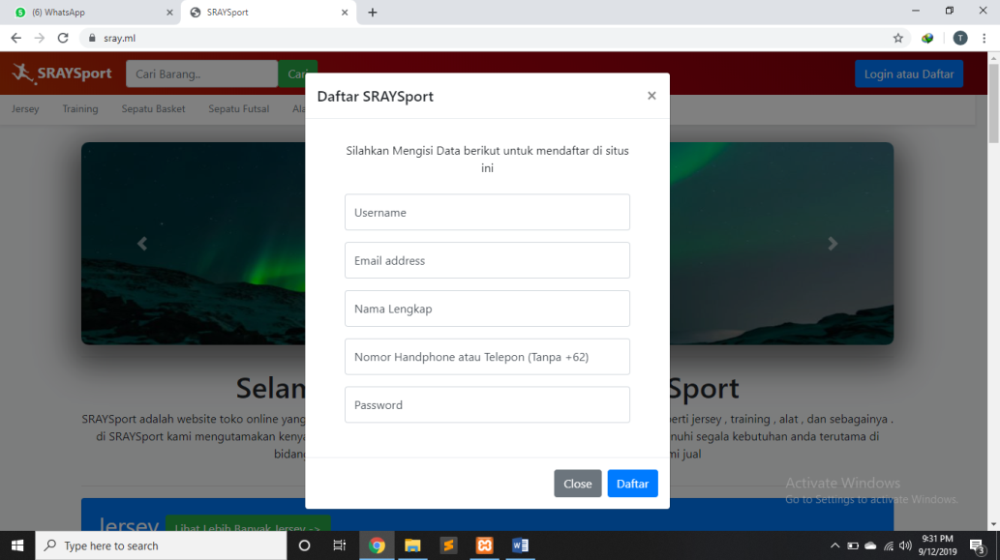 (6) WhatsApp
SRAYSport
sray.ml
T
SRAYSport
Cari Barang..
Login atau Daftar
Jersey
Training
Sepatu Basket
Sepatu Futsal
Daftar SRAYSport
×
Silahkan Mengisi Data berikut untuk mendaftar di situs
ini
Username
Email address
Nama Lengkap
Nomor Handphone atau Telepon (Tanpa +62)
Password
Close
Daftar
Selam
Sport
SRAYSport adalah website toko online yang
perti jersey , training , alat , dan sebagainya .
di SRAYSport kami mengutamakan kenya
nuhi segala kebutuhan anda terutama di
bidang
mi jual
Jersey
Lihat Lebih Banyak Jersey ->
Activate Windows
Go to Settings to activate Windows.
Type here to search
9:31 PM
9/12/2019
3